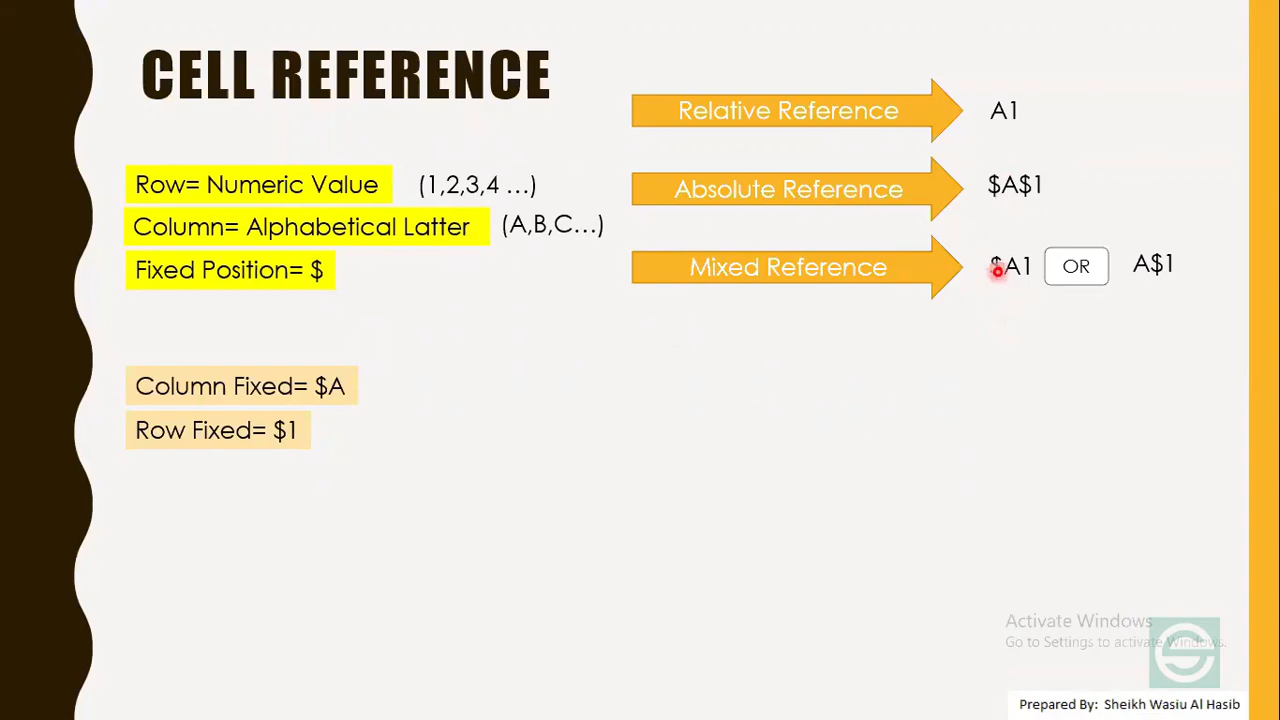 CELL REFERENCE
Relative Reference A1
Row= Numeric Value (1,2,3,4 ...) Absolute Reference $A$1
Column= Alphabetical Latter (A,B,C...)
Fixed Position= $ Mixed Reference $A1 OR A$1
Column Fixed= $A
Row Fixed= $1
Activate Windows
Go to Settings to activate Windows.
Prepared By: Sheikh Wasiu Al Hasib